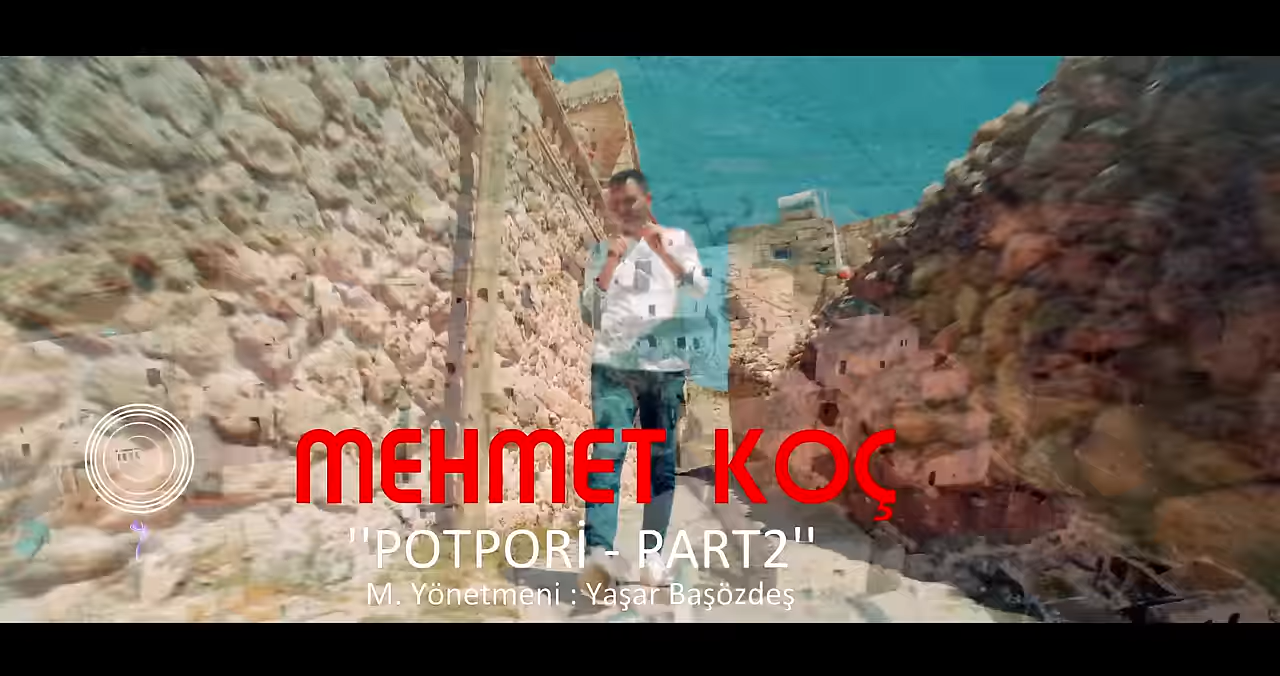 MEHMET KOÇ
''POTPORİ - PART2''
M. Yönetmeni : Yaşar Başözdeş